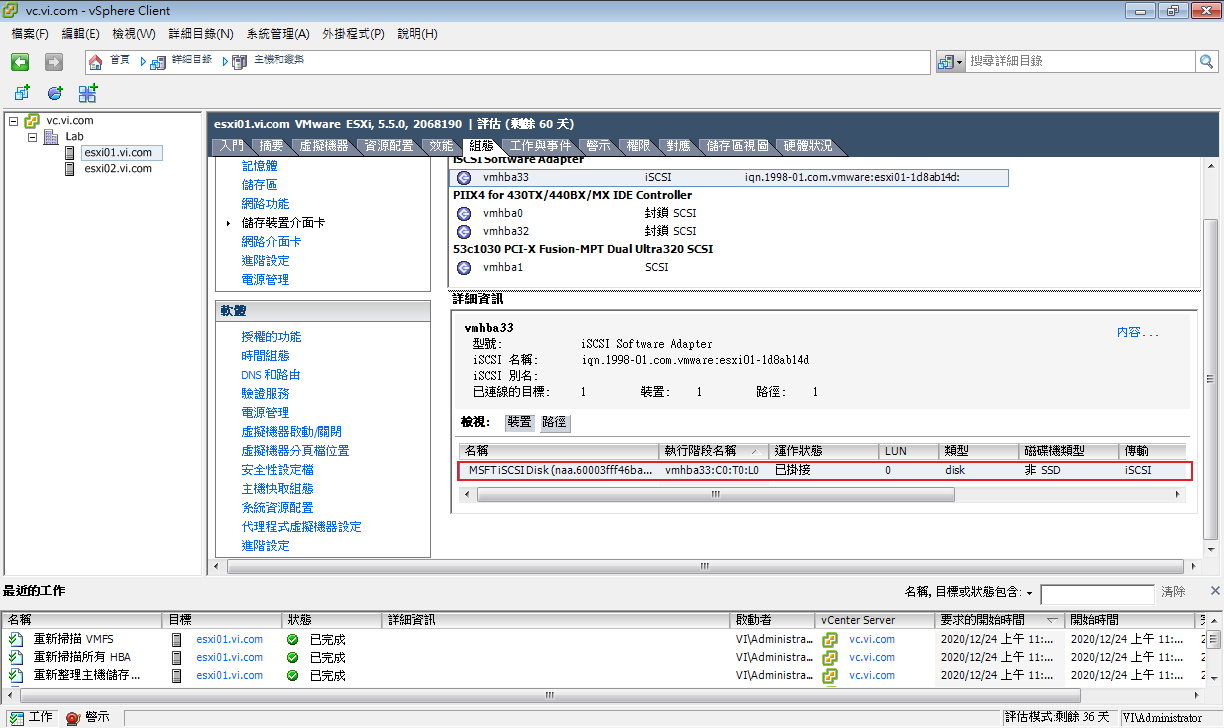 vc.vi.com - vSphere Client
檔案(F) 編輯(E) 檢視(W) 詳細目錄(N) 系統管理(A) 外掛程式(P) 說明(H)
首頁 詳細目錄 主機和叢集 搜尋詳細目錄
vc.vi.com
Lab
esxi01.vi.com
esxi02.vi.com
esxi01.vi.com VMware ESXi, 5.5.0, 2068190 | 評估 (剩餘 60 天)
入門 摘要 虛擬機器 資源配置 效能 組態 工作與事件 警示 權限 對應 儲存區視圖 硬體狀況
記憶體
儲存區
網路功能
儲存裝置介面卡
網路介面卡
進階設定
電源管理
軟體
授權的功能
時間組態
DNS 和路由
驗證服務
電源管理
虛擬機器啟動/關閉
虛擬機器分頁檔位置
安全性設定檔
主機快取組態
系統資源配置
代理程式虛擬機器設定
進階設定
iSCSI Software Adapter
vmhba33 iSCSI iqn.1998-01.com.vmware:esxi01-1d8ab14d:
PIIX4 for 430TX/440BX/MX IDE Controller
vmhba0 封鎖 SCSI
vmhba32 封鎖 SCSI
53c1030 PCI-X Fusion-MPT Dual Ultra320 SCSI
vmhba1 SCSI
詳細資訊
vmhba33 內容...
型號: iSCSI Software Adapter
iSCSI 名稱: iqn.1998-01.com.vmware:esxi01-1d8ab14d
iSCSI 別名:
已連線的目標: 1 裝置: 1 路徑: 1
檢視: 裝置 路徑
名稱 執行階段名稱 運作狀態 LUN 類型 磁碟機類型 傳輸
MSFT iSCSI Disk (naa.60003fff46ba... vmhba33:C0:T0:L0 已掛接 0 disk 非 SSD iSCSI
最近的工作 名稱, 目標或狀態包含: 清除
名稱 目標 狀態 詳細資訊 啟動者 vCenter Server 要求的開始時間 開始時間
重新掃描 VMFS esxi01.vi.com 已完成 VI\Administra... vc.vi.com 2020/12/24 上午 11:... 2020/12/24 上午 11:...
重新掃描所有 HBA esxi01.vi.com 已完成 VI\Administra... vc.vi.com 2020/12/24 上午 11:... 2020/12/24 上午 11:...
重新整理主機儲存... esxi01.vi.com 已完成 VI\Administra... vc.vi.com 2020/12/24 上午 11:... 2020/12/24 上午 11:...
工作 警示 評估模式:剩餘 36 天 VI\Administrator